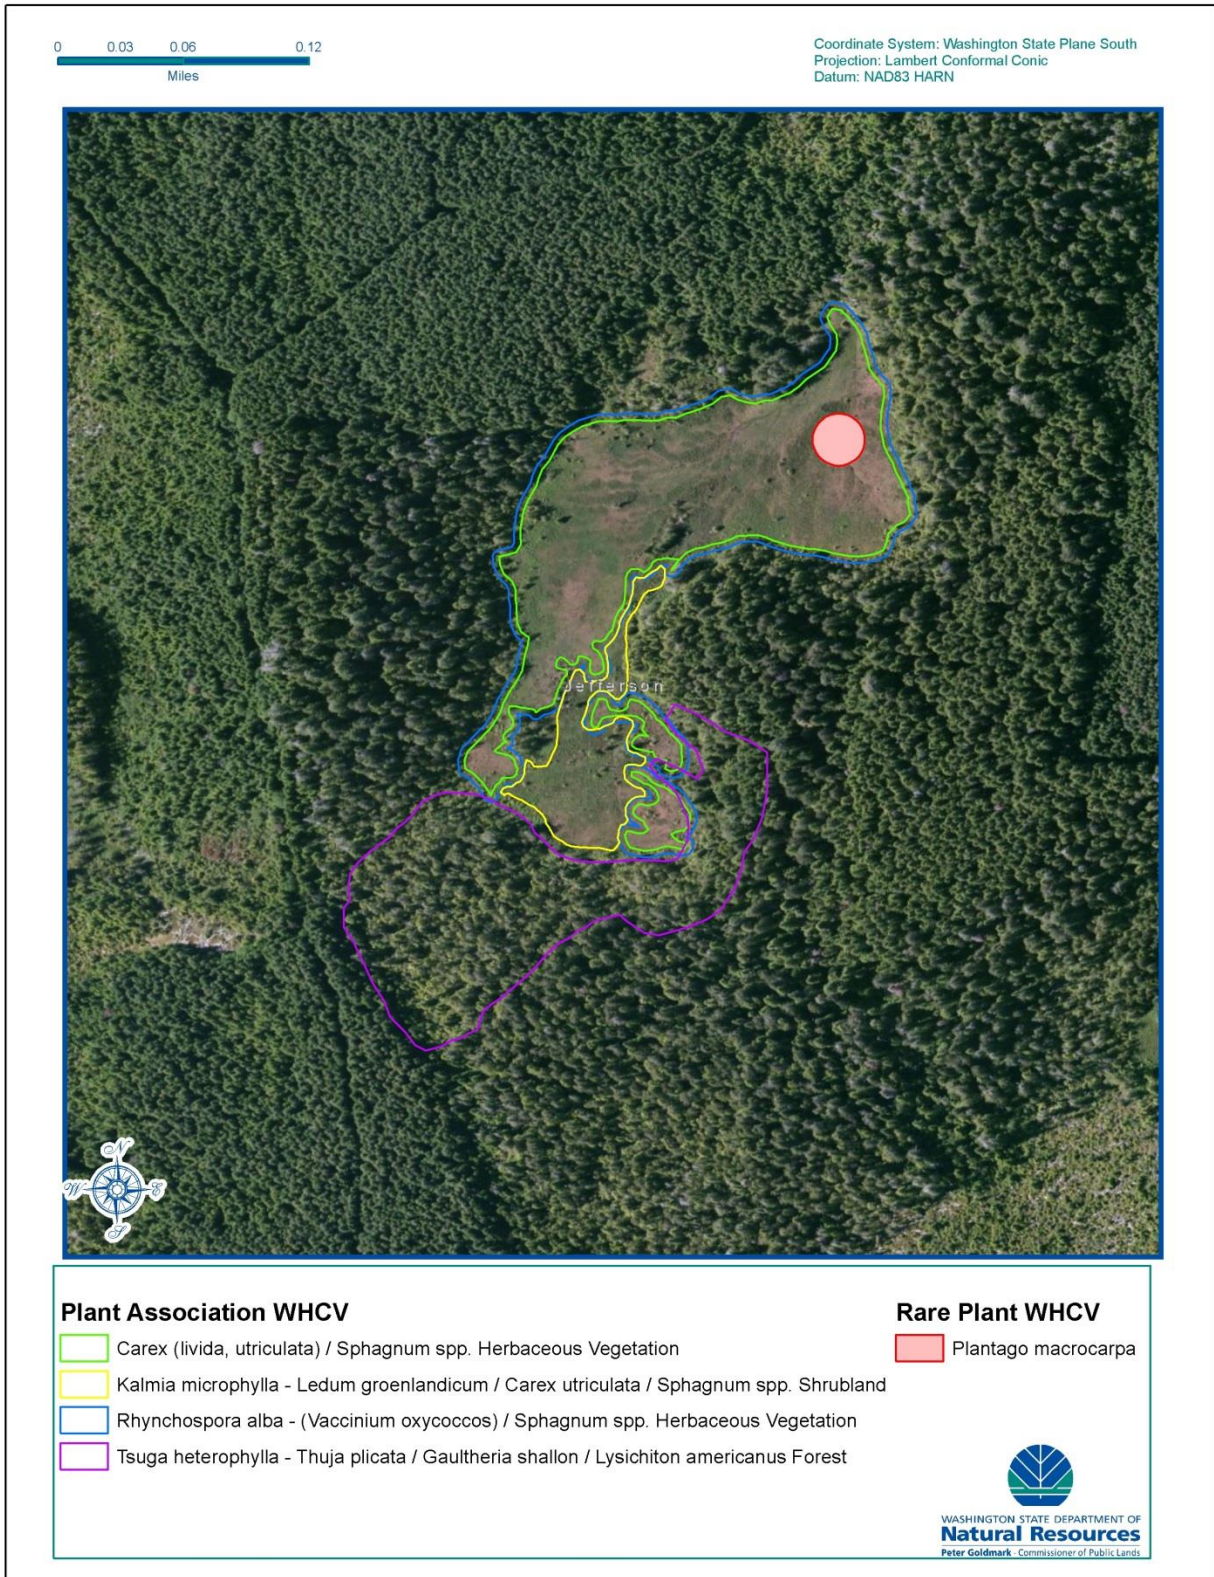 0 0.03 0.06 0.12
Miles
Coordinate System: Washington State Plane South
Projection: Lambert Conformal Conic
Datum: NAD83 HARN
Jefferson
N
W E
S
Plant Association WHCV
Carex (livida, utriculata) / Sphagnum spp. Herbaceous Vegetation
Kalmia microphylla - Ledum groenlandicum / Carex utriculata / Sphagnum spp. Shrubland
Rhynchospora alba - (Vaccinium oxycoccos) / Sphagnum spp. Herbaceous Vegetation
Tsuga heterophylla - Thuja plicata / Gaultheria shallon / Lysichiton americanus Forest
Rare Plant WHCV
Plantago macrocarpa
WASHINGTON STATE DEPARTMENT OF
Natural Resources
Peter Goldmark - Commissioner of Public Lands